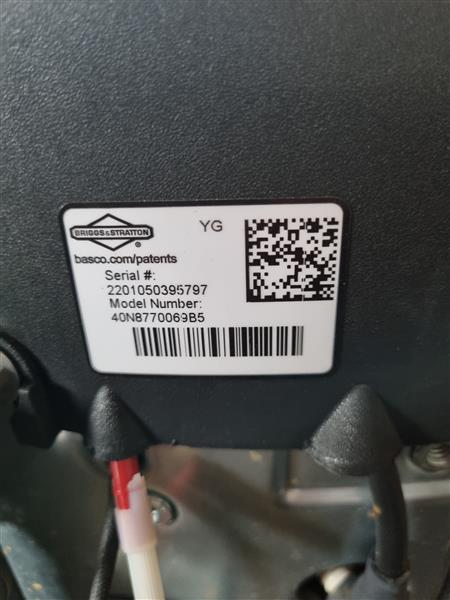 YG
BRIGGS&STRATTON
®
basco.com/patents
Serial #:
2201050395797
Model Number:
40N8770069B5